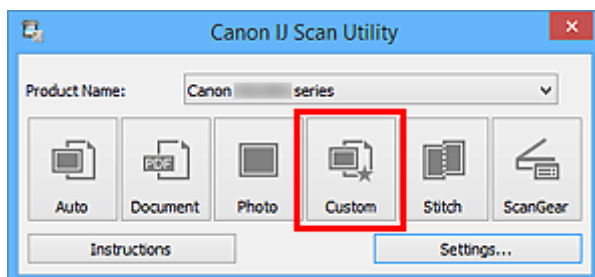 Canon IJ Scan Utility
Product Name: Canon series
PDF
Auto Document Photo Custom Stitch ScanGear
Instructions Settings...